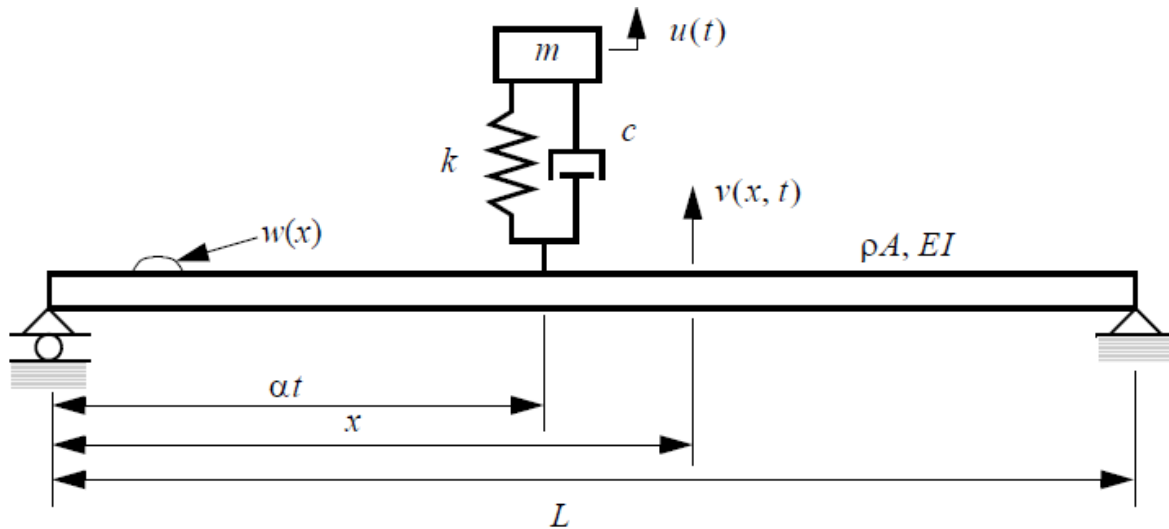 m
u(t)
c
k
v(x, t)
w(x)
ρA, EI
αt
x
L